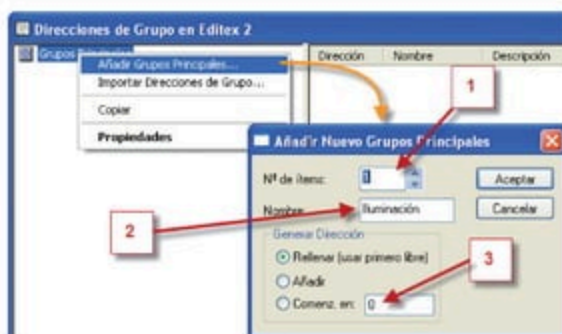 Direcciones de Grupo en Editex 2
Grupos Principales
Añadir Grupos Principales...
Importar Direcciones de Grupo...
Copiar
Propiedades
Dirección Nombre Descripción
1
Añadir Nuevo Grupos Principales
Nº de ítems: 1 Aceptar
Nombre: Iluminación Cancelar
2
Generar Dirección
Rellenar (usar primero libre)
Añadir
Comenz. en: 0
3